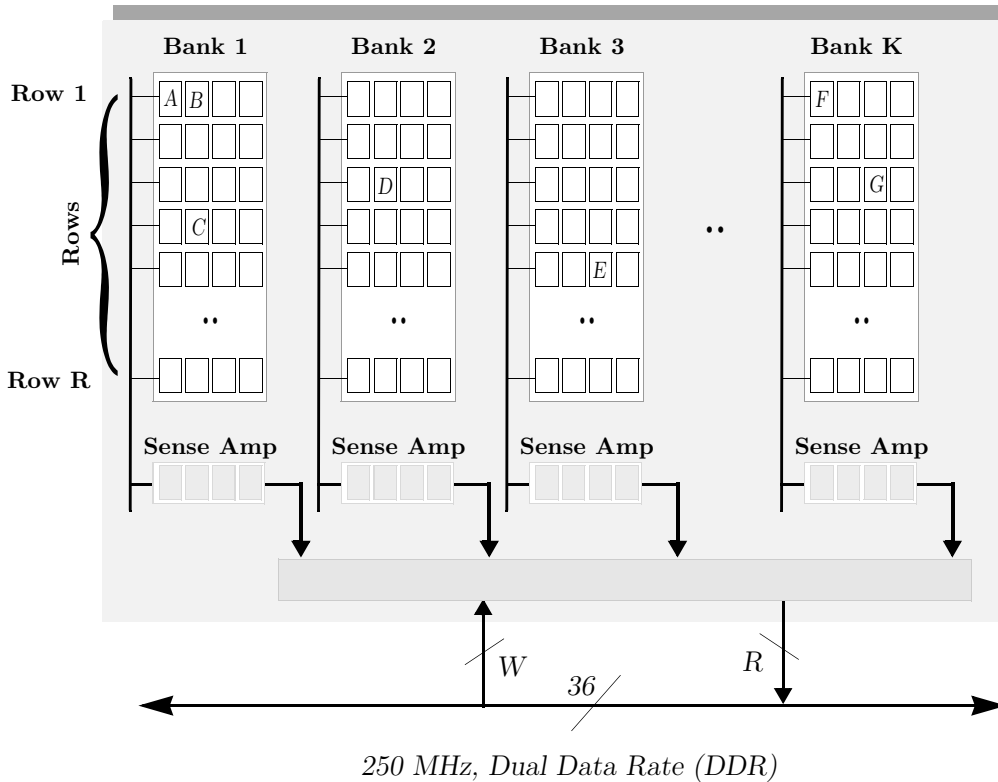 Bank 1 Bank 2 Bank 3 Bank K
Row 1
A B F
D G
Rows
C
E
Row R
Sense Amp Sense Amp Sense Amp Sense Amp
W R
36
250 MHz, Dual Data Rate (DDR)